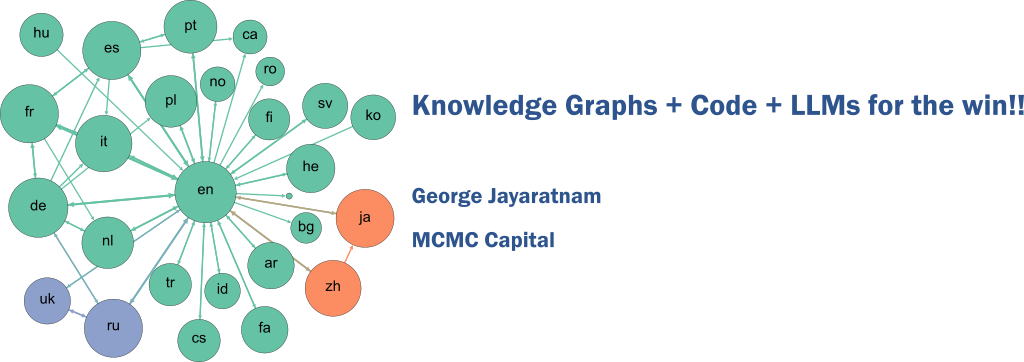 hu
es
pt
ca
ro
no
pl
fr
sv
fi
ko
it
he
en
de
ja
bg
nl
ar
tr
id
zh
uk
ru
fa
cs
Knowledge Graphs + Code + LLMs for the win!!
George Jayaratnam
MCMC Capital